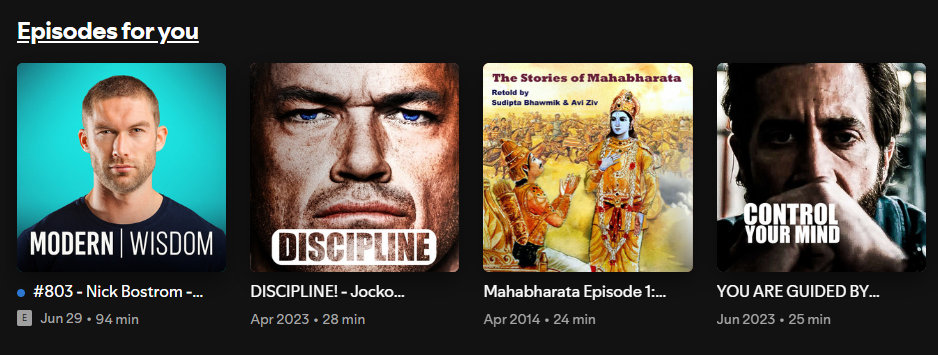 Episodes for you
MODERN | WISDOM
#803 - Nick Bostrom -...
E Jun 29 • 94 min
DISCIPLINE
DISCIPLINE! - Jocko...
Apr 2023 • 28 min
The Stories of Mahabharata
Retold by
Sudipta Bhawmik & Avi Ziv
Mahabharata Episode 1:...
Apr 2014 • 24 min
CONTROL
YOUR MIND
YOU ARE GUIDED BY...
Jun 2023 • 25 min